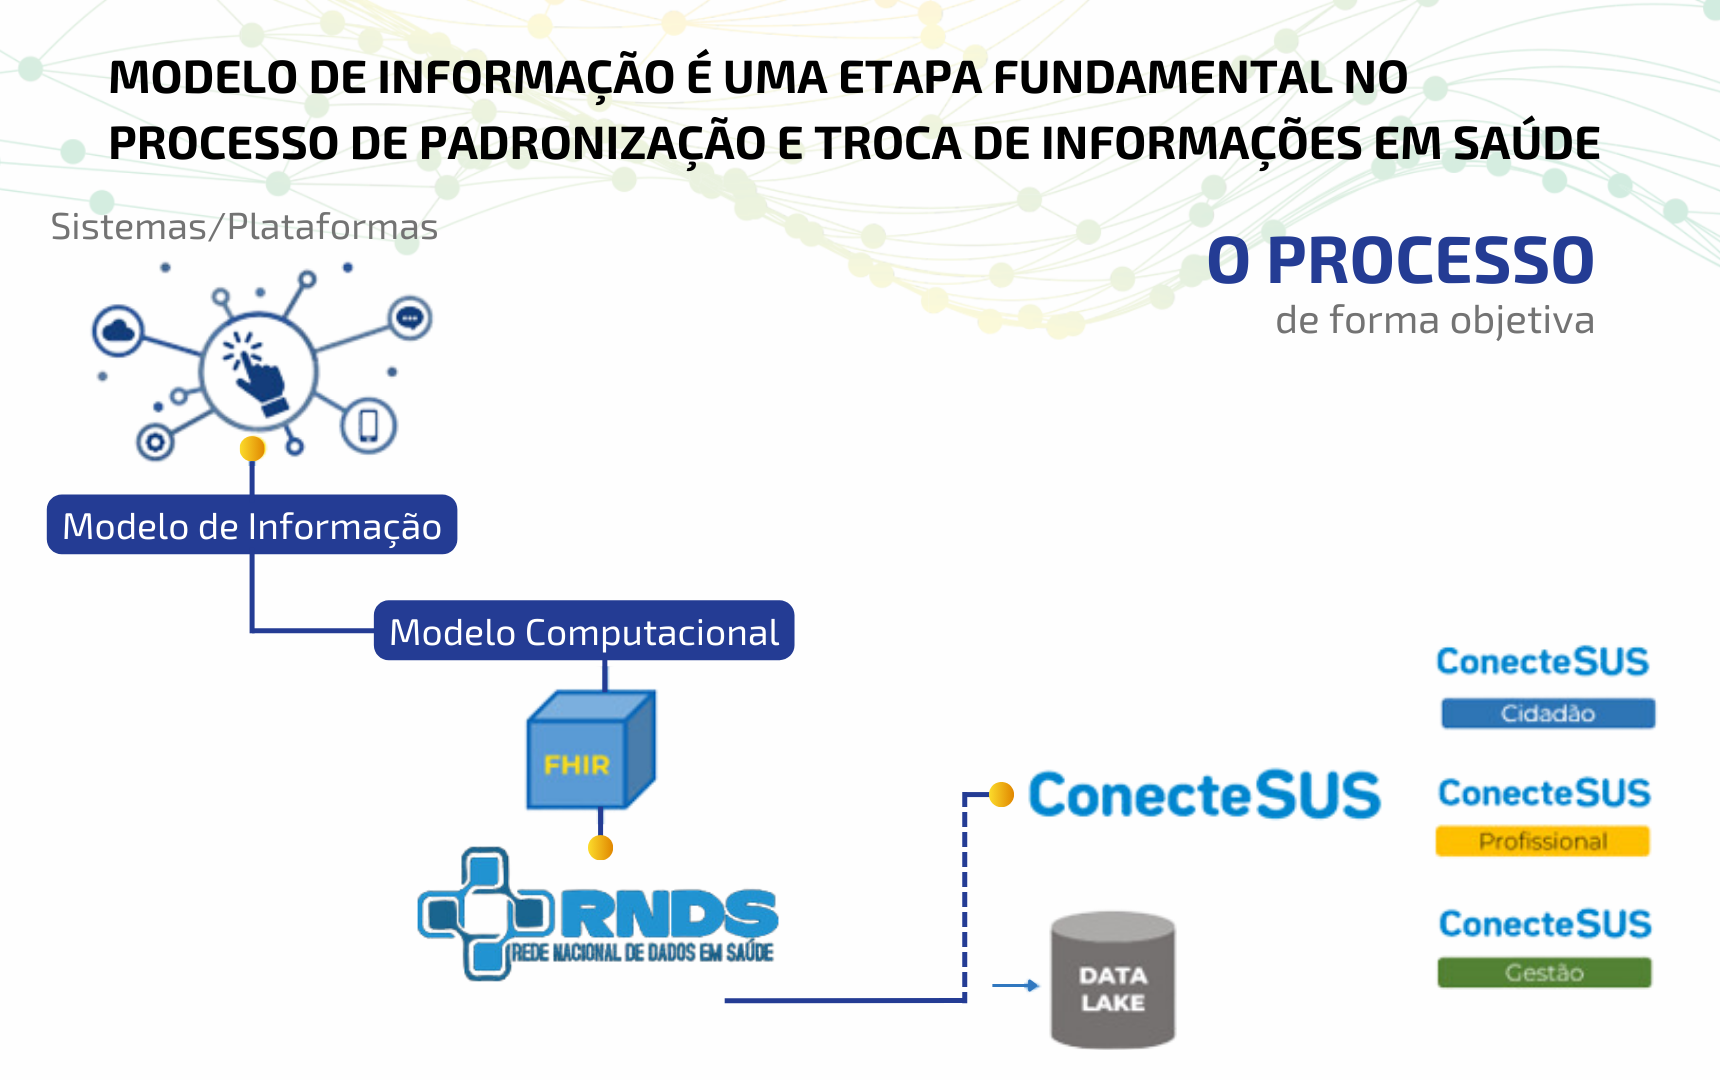 MODELO DE INFORMAÇÃO É UMA ETAPA FUNDAMENTAL NO
PROCESSO DE PADRONIZAÇÃO E TROCA DE INFORMAÇÕES EM SAÚDE
Sistemas/Plataformas
O PROCESSO
de forma objetiva
Modelo de Informação
Modelo Computacional
FHIR
RNDS
REDE NACIONAL DE DADOS EM SAÚDE
ConecteSUS
DATA
LAKE
ConecteSUS
Cidadão
ConecteSUS
Profissional
ConecteSUS
Gestão